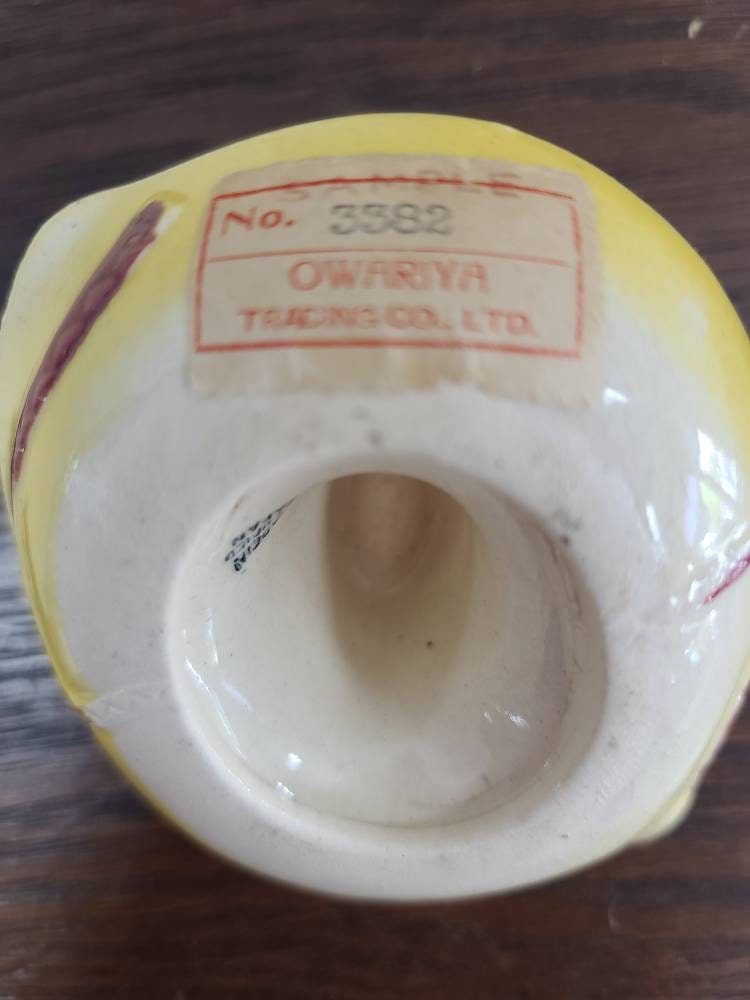 SAMPLE
No. 3382
OWARIYA
TRADING CO., LTD.